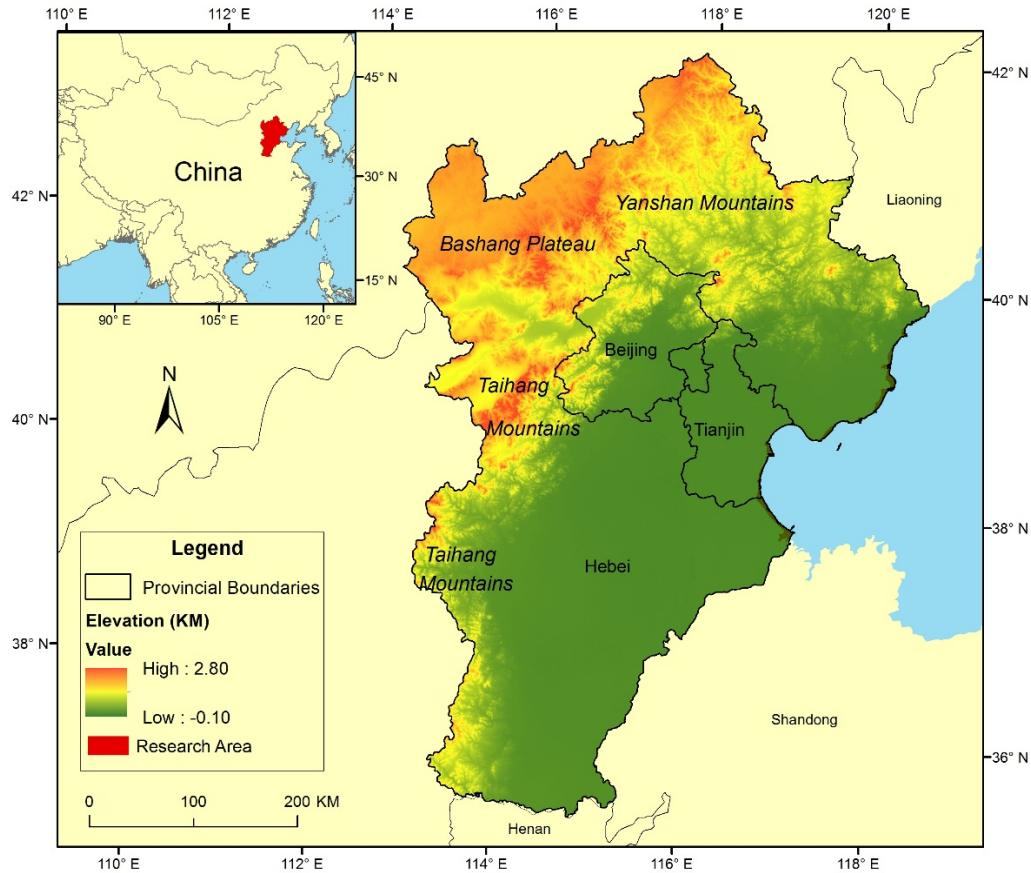 110° E
112° E
114° E
116° E
118° E
120° E
45° N
30° N
15° N
90° E
105° E
120° E
China
42° N
40° N
38° N
42° N
40° N
38° N
36° N
Yanshan Mountains
Liaoning
Bashang Plateau
Beijing
Taihang
Mountains
Tianjin
Taihang
Mountains
Hebei
Shandong
Henan
N
Legend
Provincial Boundaries
Elevation (KM)
Value
High : 2.80
Low : -0.10
Research Area
0
100
200 KM
110° E
112° E
114° E
116° E
118° E